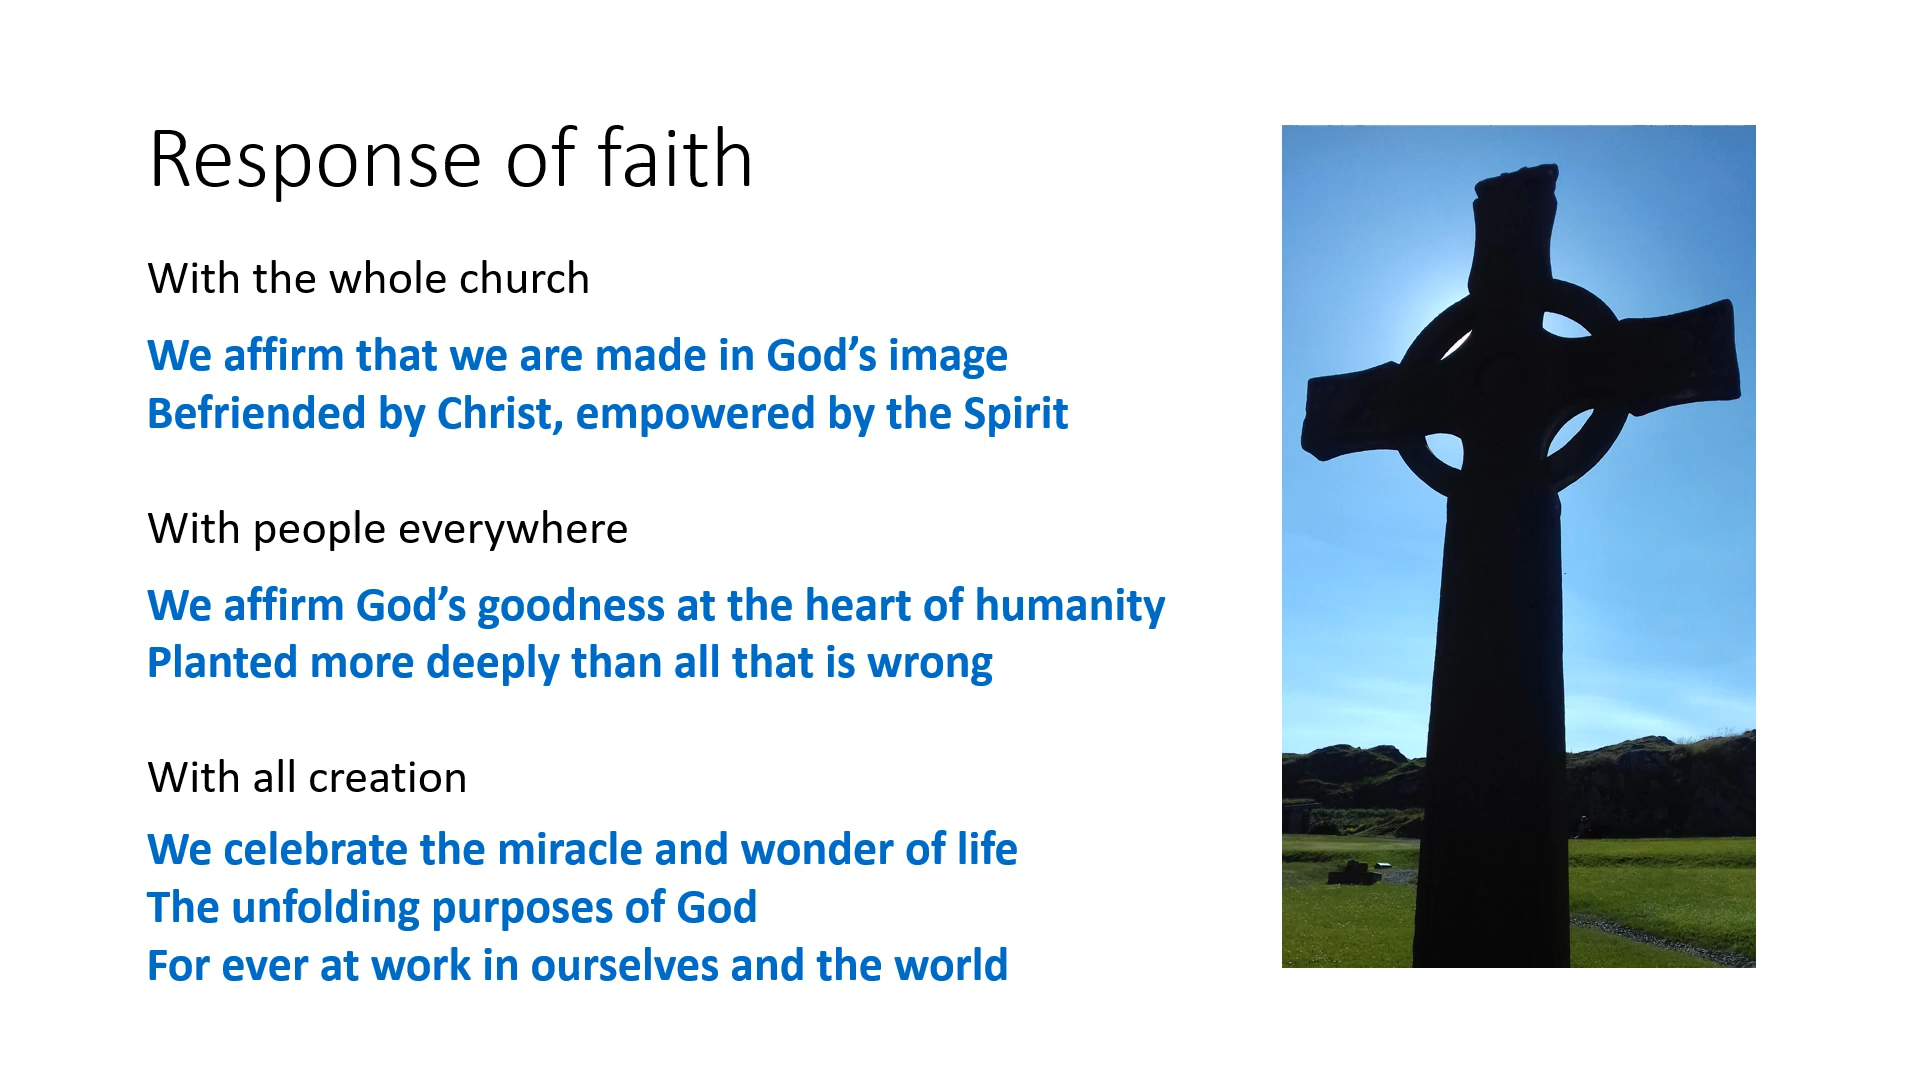 Response of faith
With the whole church
We affirm that we are made in God’s image
Befriended by Christ, empowered by the Spirit
With people everywhere
We affirm God’s goodness at the heart of humanity
Planted more deeply than all that is wrong
With all creation
We celebrate the miracle and wonder of life
The unfolding purposes of God
For ever at work in ourselves and the world